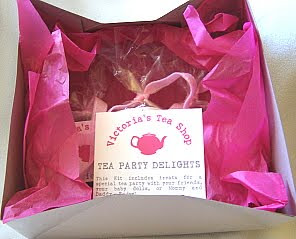 Victoria's Tea Shop
TEA PARTY DELIGHTS
This Kit includes treats for a
special tea party with your friends,
your baby dolls, or Mommy and